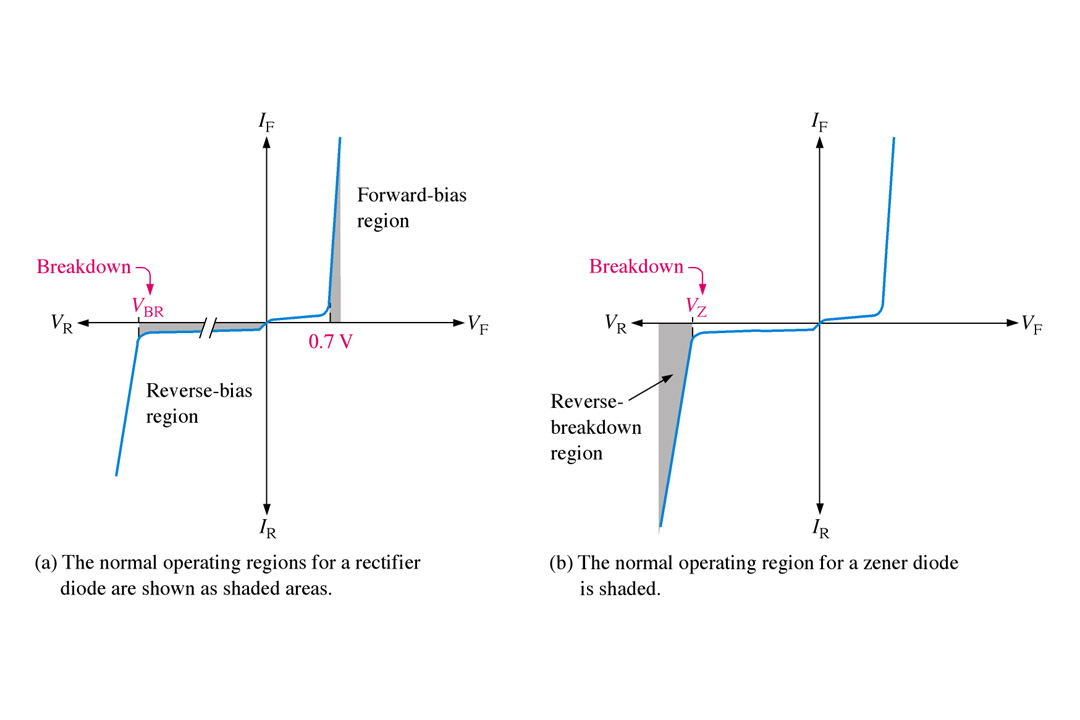 I_F
Forward-bias
region
Breakdown
V_BR
V_R
V_F
0.7 V
Reverse-bias
region
I_R
(a) The normal operating regions for a rectifier
diode are shown as shaded areas.
I_F
Breakdown
V_Z
V_R
V_F
Reverse-
breakdown
region
I_R
(b) The normal operating region for a zener diode
is shaded.